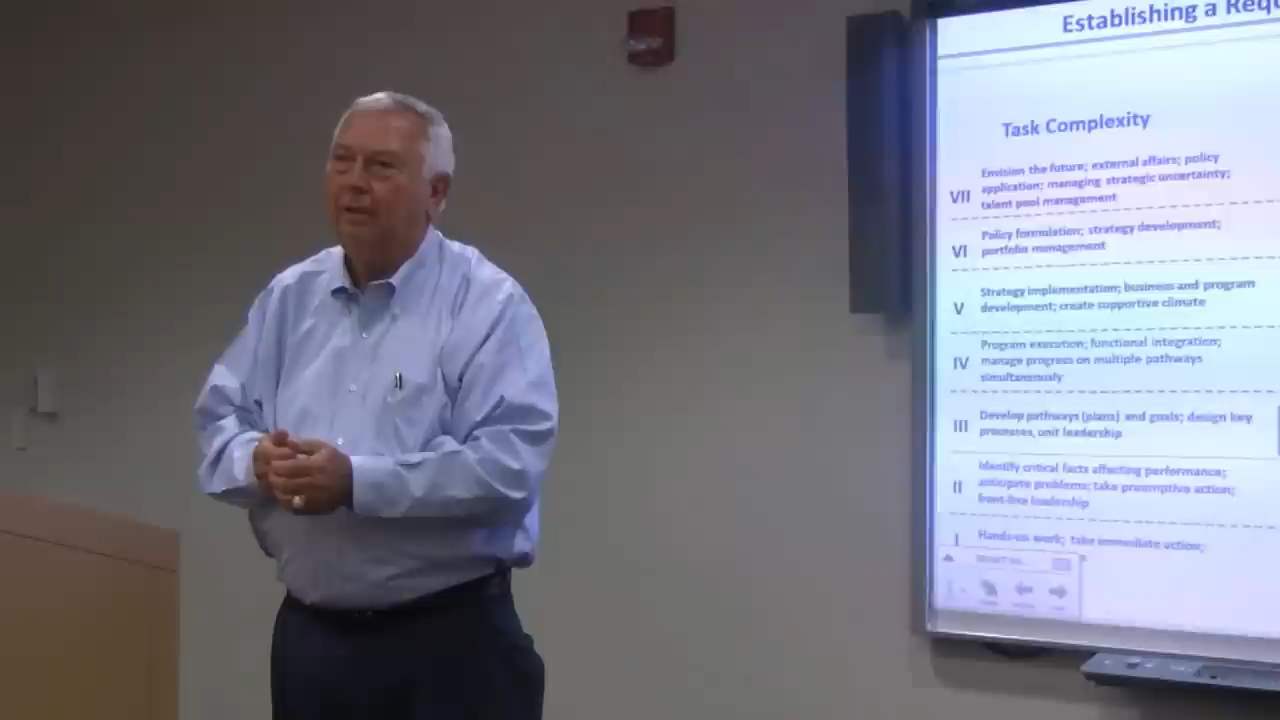 Establishing a Requ
Task Complexity
VII
Envision the future; external affairs; policy
application; managing strategic uncertainty;
talent pool management
VI
Policy formulation; strategy development;
portfolio management
V
Strategy implementation; business and program
development; create supportive climate
IV
Program execution; functional integration;
manage progress on multiple pathways
simultaneously
III
Develop pathways (plans) and goals; design key
processes, unit leadership
II
Identify critical facts affecting performance;
anticipate problems; take preemptive action;
front-line leadership
I
Hands-on work; take immediate action;